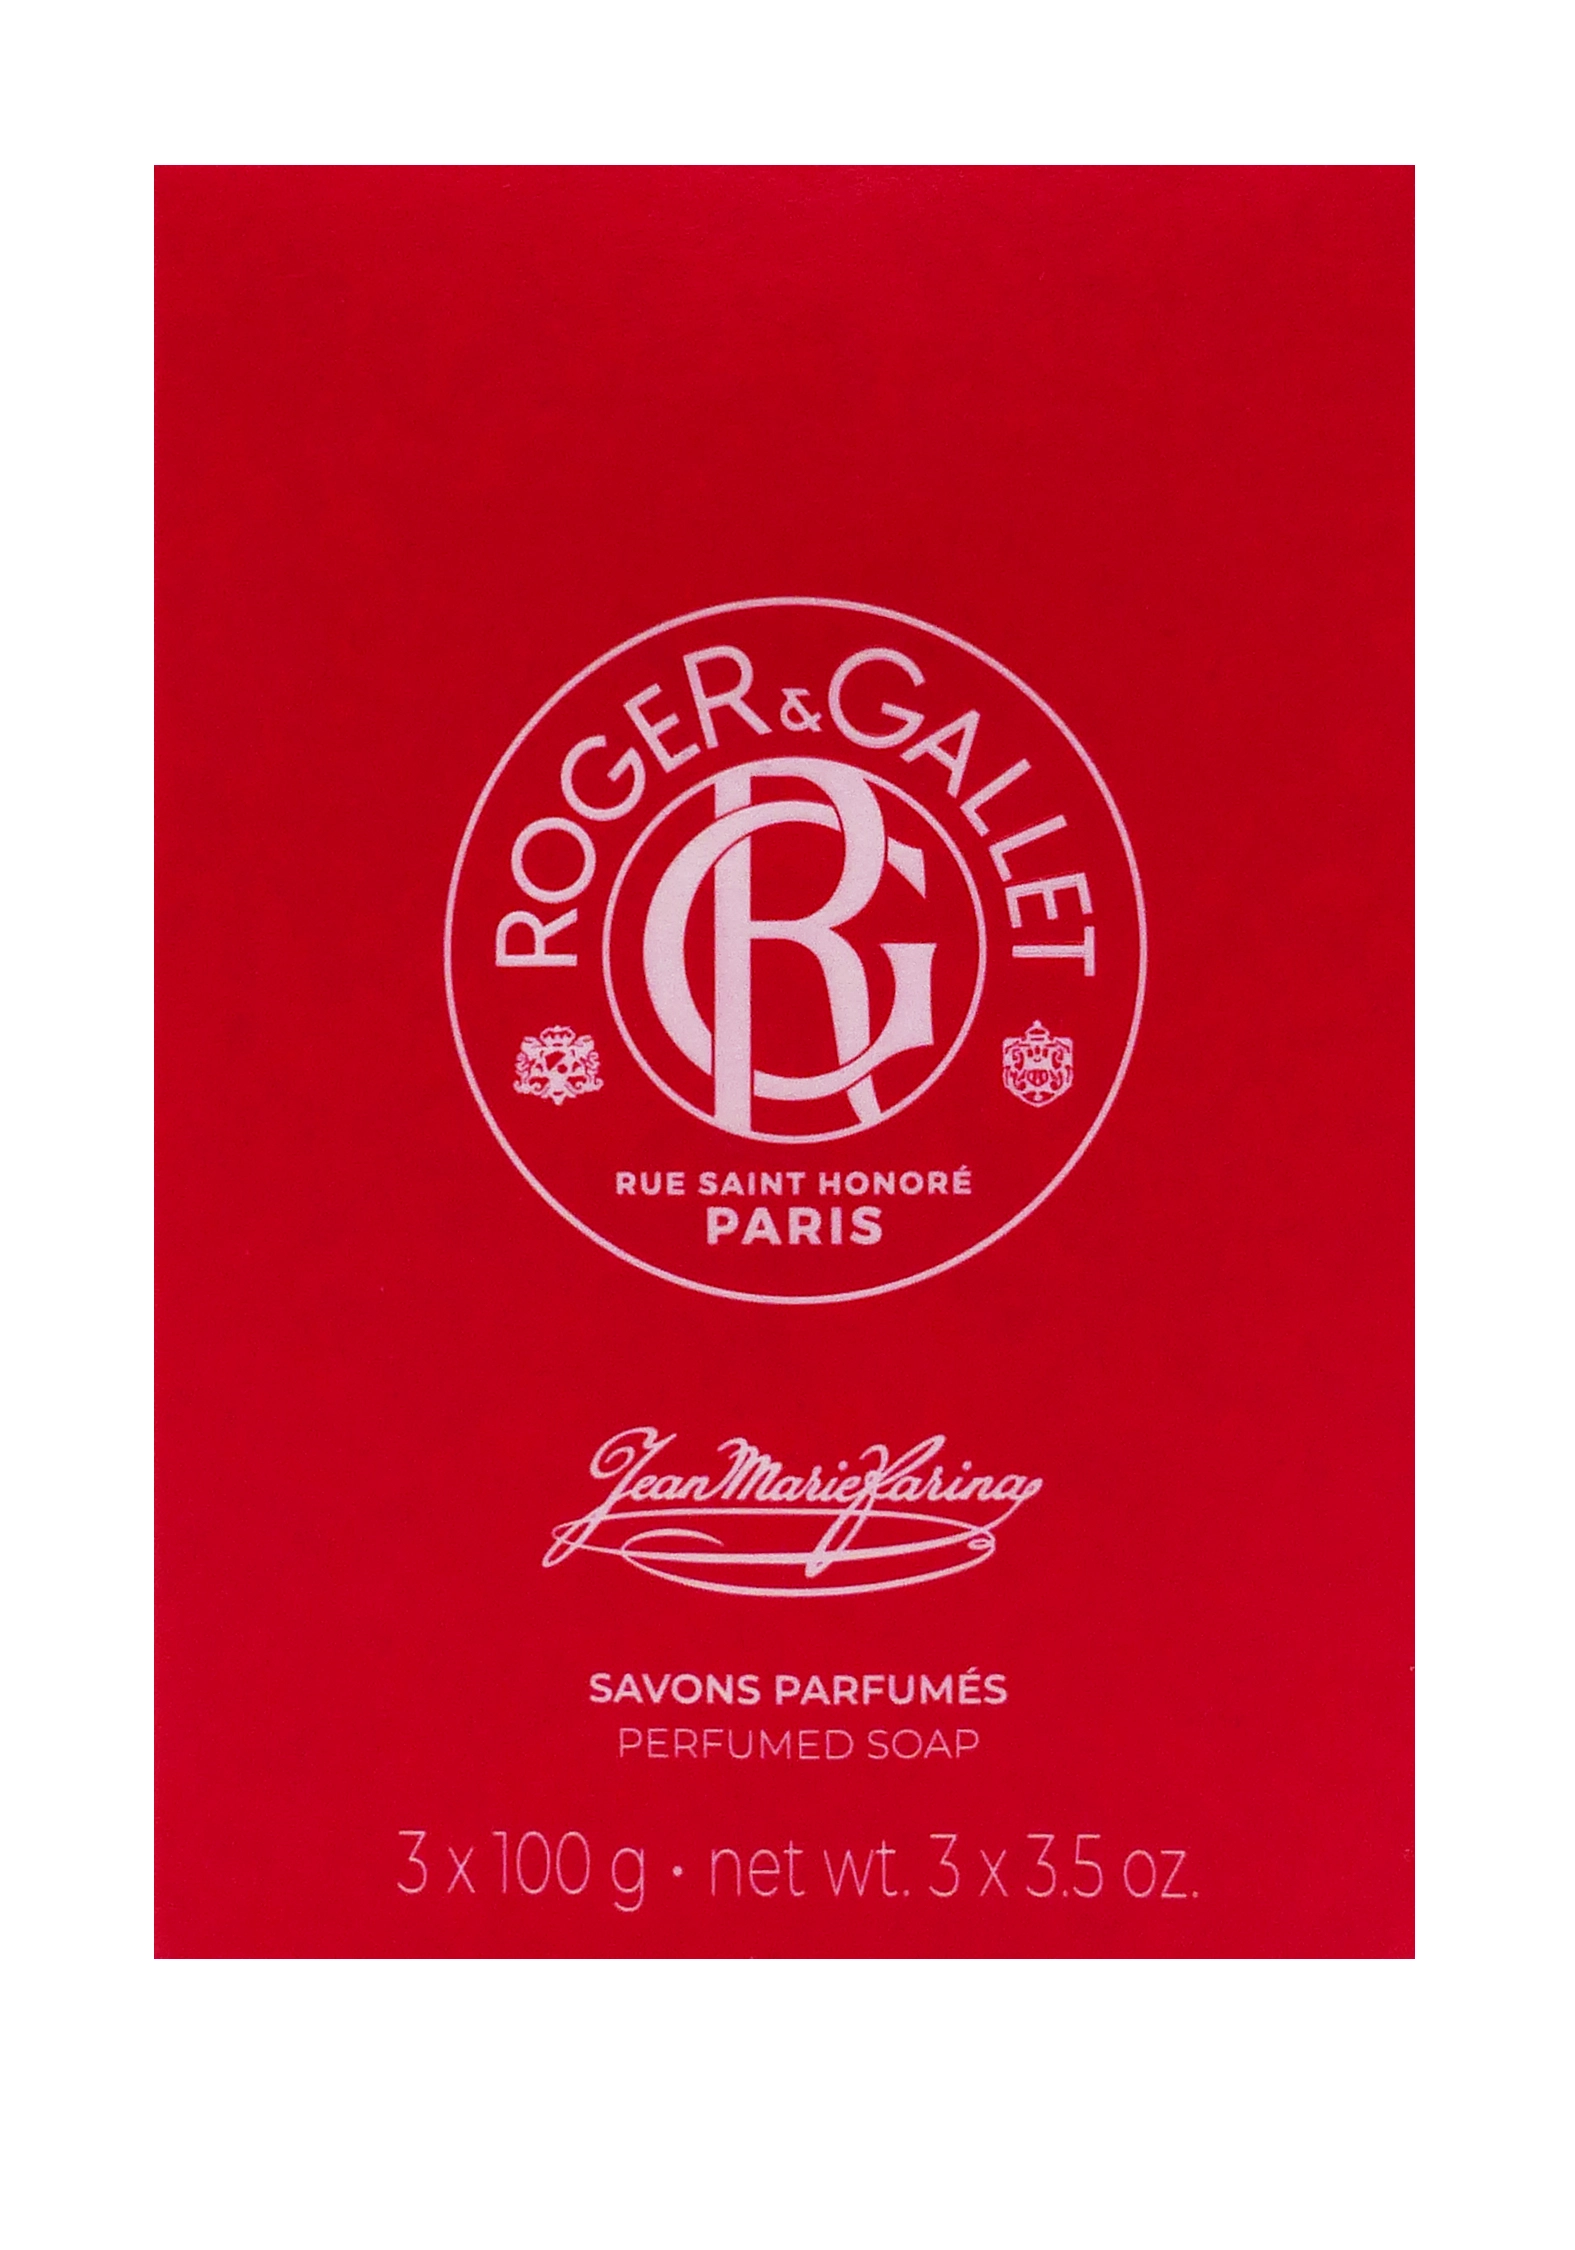 ROGER & GALLET
RG
RUE SAINT HONORÉ
PARIS
Jean Marie Farina
SAVONS PARFUMÉS
PERFUMED SOAP
3 x 100 g • net wt. 3 x 3.5 oz.